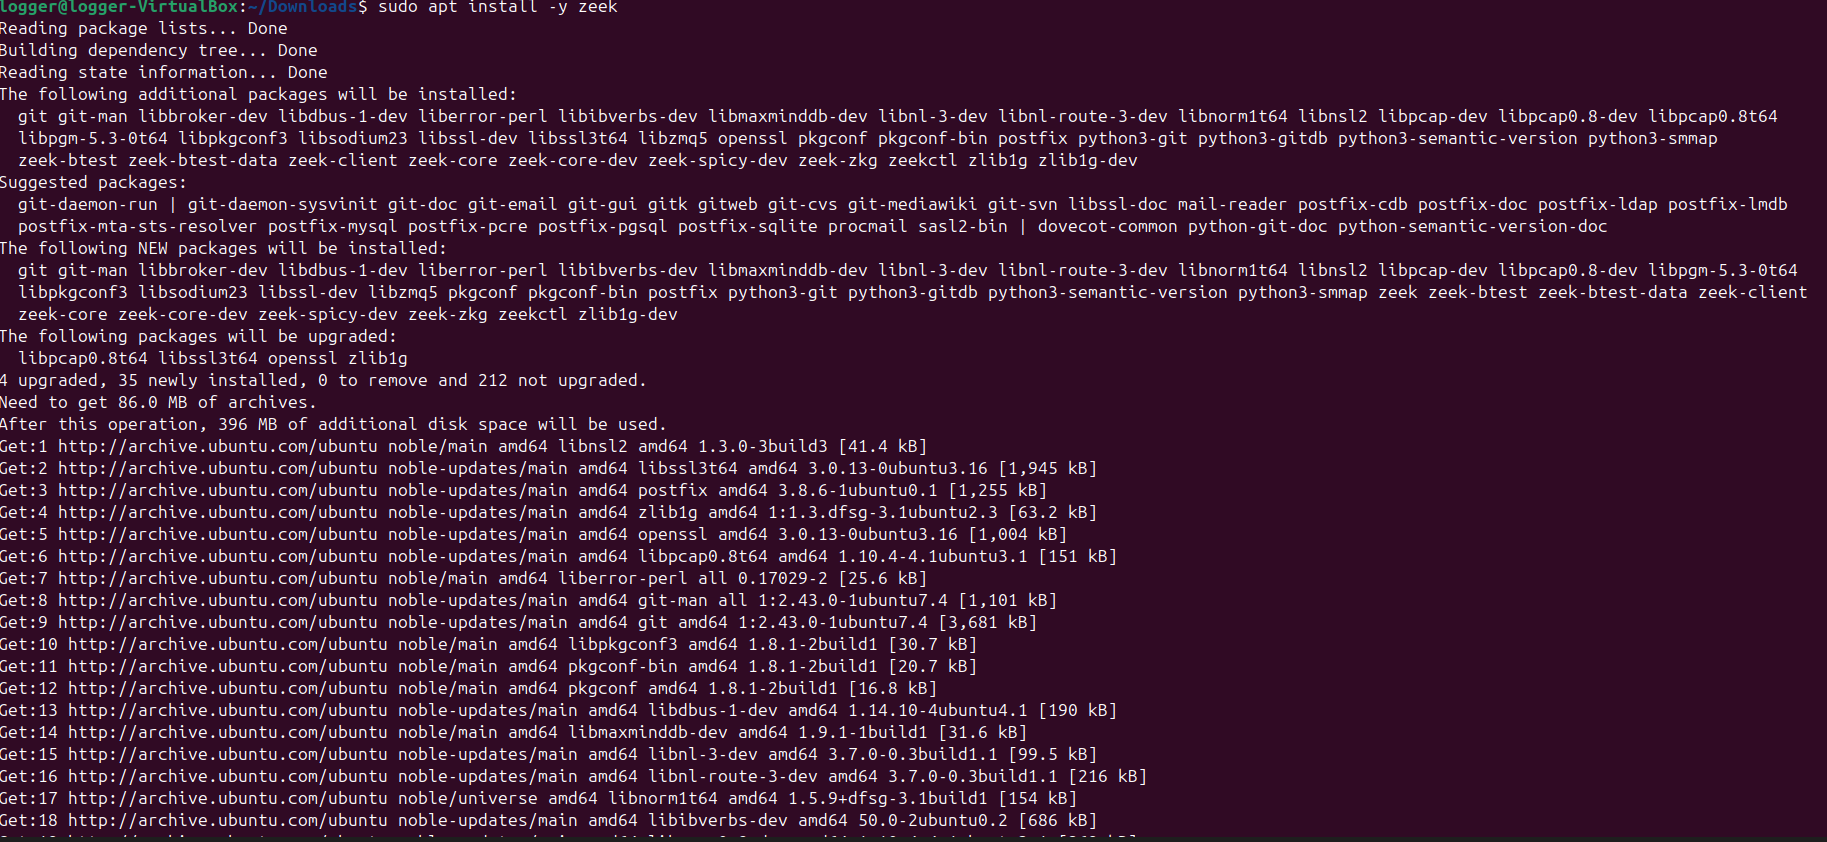 logger@logger-VirtualBox:~/Downloads$ sudo apt install -y zeek
Reading package lists... Done
Building dependency tree... Done
Reading state information... Done
The following additional packages will be installed:
  git git-man libbroker-dev libdbus-1-dev liberror-perl libibverbs-dev libmaxminddb-dev libnl-3-dev libnl-route-3-dev libnorm1t64 libnsl2 libpcap-dev libpcap0.8-dev libpcap0.8t64
  libpgm-5.3-0t64 libpkgconf3 libsodium23 libssl-dev libssl3t64 libzmq5 openssl pkgconf pkgconf-bin postfix python3-git python3-gitdb python3-semantic-version python3-smmap
  zeek-btest zeek-btest-data zeek-client zeek-core zeek-core-dev zeek-spicy-dev zeek-zkg zeekctl zlib1g zlib1g-dev
Suggested packages:
  git-daemon-run | git-daemon-sysvinit git-doc git-email git-gui gitk gitweb git-cvs git-mediawiki git-svn libssl-doc mail-reader postfix-cdb postfix-doc postfix-ldap postfix-lmdb
  postfix-mta-sts-resolver postfix-mysql postfix-pcre postfix-pgsql postfix-sqlite procmail sasl2-bin | dovecot-common python-git-doc python-semantic-version-doc
The following NEW packages will be installed:
  git git-man libbroker-dev libdbus-1-dev liberror-perl libibverbs-dev libmaxminddb-dev libnl-3-dev libnl-route-3-dev libnorm1t64 libnsl2 libpcap-dev libpcap0.8-dev libpgm-5.3-0t64
  libpkgconf3 libsodium23 libssl-dev libzmq5 pkgconf pkgconf-bin postfix python3-git python3-gitdb python3-semantic-version python3-smmap zeek zeek-btest zeek-btest-data zeek-client
  zeek-core zeek-core-dev zeek-spicy-dev zeek-zkg zeekctl zlib1g-dev
The following packages will be upgraded:
  libpcap0.8t64 libssl3t64 openssl zlib1g
4 upgraded, 35 newly installed, 0 to remove and 212 not upgraded.
Need to get 86.0 MB of archives.
After this operation, 396 MB of additional disk space will be used.
Get:1 http://archive.ubuntu.com/ubuntu noble/main amd64 libnsl2 amd64 1.3.0-3build3 [41.4 kB]
Get:2 http://archive.ubuntu.com/ubuntu noble-updates/main amd64 libssl3t64 amd64 3.0.13-0ubuntu3.16 [1,945 kB]
Get:3 http://archive.ubuntu.com/ubuntu noble-updates/main amd64 postfix amd64 3.8.6-1ubuntu0.1 [1,255 kB]
Get:4 http://archive.ubuntu.com/ubuntu noble-updates/main amd64 zlib1g amd64 1:1.3.dfsg-3.1ubuntu2.3 [63.2 kB]
Get:5 http://archive.ubuntu.com/ubuntu noble-updates/main amd64 openssl amd64 3.0.13-0ubuntu3.16 [1,004 kB]
Get:6 http://archive.ubuntu.com/ubuntu noble-updates/main amd64 libpcap0.8t64 amd64 1.10.4-4.1ubuntu3.1 [151 kB]
Get:7 http://archive.ubuntu.com/ubuntu noble/main amd64 liberror-perl all 0.17029-2 [25.6 kB]
Get:8 http://archive.ubuntu.com/ubuntu noble-updates/main amd64 git-man all 1:2.43.0-1ubuntu7.4 [1,101 kB]
Get:9 http://archive.ubuntu.com/ubuntu noble-updates/main amd64 git amd64 1:2.43.0-1ubuntu7.4 [3,681 kB]
Get:10 http://archive.ubuntu.com/ubuntu noble/main amd64 libpkgconf3 amd64 1.8.1-2build1 [30.7 kB]
Get:11 http://archive.ubuntu.com/ubuntu noble/main amd64 pkgconf-bin amd64 1.8.1-2build1 [20.7 kB]
Get:12 http://archive.ubuntu.com/ubuntu noble/main amd64 pkgconf amd64 1.8.1-2build1 [16.8 kB]
Get:13 http://archive.ubuntu.com/ubuntu noble-updates/main amd64 libdbus-1-dev amd64 1.14.10-4ubuntu4.1 [190 kB]
Get:14 http://archive.ubuntu.com/ubuntu noble/main amd64 libmaxminddb-dev amd64 1.9.1-1build1 [31.6 kB]
Get:15 http://archive.ubuntu.com/ubuntu noble-updates/main amd64 libnl-3-dev amd64 3.7.0-0.3build1.1 [99.5 kB]
Get:16 http://archive.ubuntu.com/ubuntu noble-updates/main amd64 libnl-route-3-dev amd64 3.7.0-0.3build1.1 [216 kB]
Get:17 http://archive.ubuntu.com/ubuntu noble/universe amd64 libnorm1t64 amd64 1.5.9+dfsg-3.1build1 [154 kB]
Get:18 http://archive.ubuntu.com/ubuntu noble-updates/main amd64 libibverbs-dev amd64 50.0-2ubuntu0.2 [686 kB]